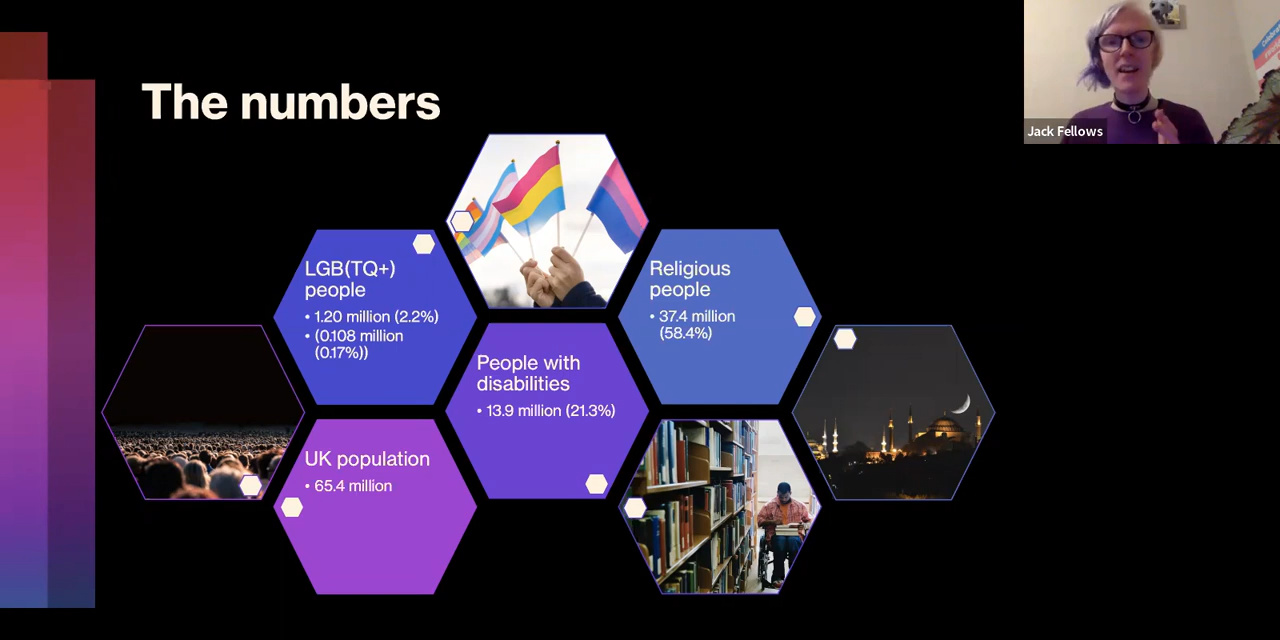 The numbers
Jack Fellows
LGB(TQ+)
people
• 1.20 million (2.2%)
• (0.108 million
(0.17%))
Religious
people
• 37.4 million
(58.4%)
People with
disabilities
• 13.9 million (21.3%)
UK population
• 65.4 million